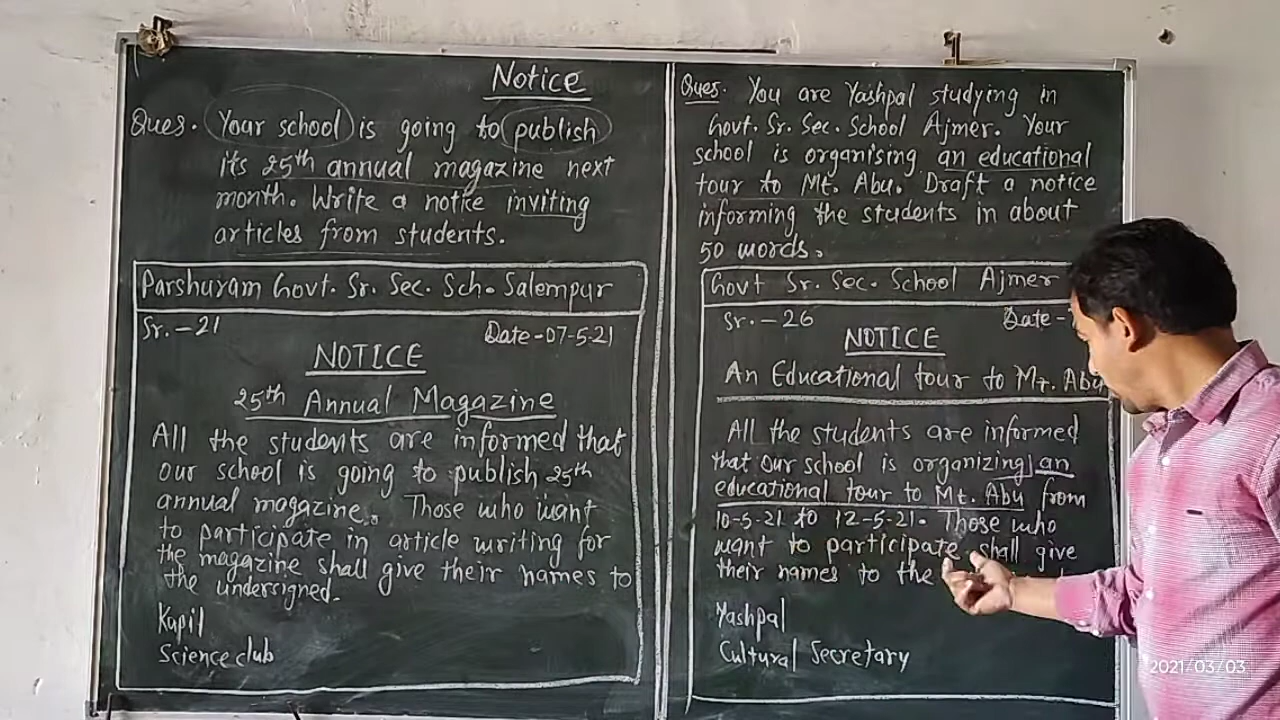 Notice
Ques. Your school is going to publish
its 25th annual magazine next
month. Write a notice inviting
articles from students.
Parshuram Govt. Sr. Sec. Sch. Salempur
Sr. - 21 Date - 07-5-21
NOTICE
25th Annual Magazine
All the students are informed that
our school is going to publish 25th
annual magazine. Those who want
to participate in article writing for
the magazine shall give their names to
the undersigned.
Kapil
Science club
Ques. You are Yashpal studying in
Govt. Sr. Sec. School Ajmer. Your
school is organising an educational
tour to Mt. Abu. Draft a notice
informing the students in about
50 words.
Govt Sr. Sec. School Ajmer
Sr. - 26 Date -
NOTICE
An Educational tour to Mt. Abu
All the students are informed
that our school is organizing an
educational tour to Mt. Abu from
10-5-21 to 12-5-21. Those who
want to participate shall give
their names to the
Yashpal
Cultural Secretary
2021/03/03